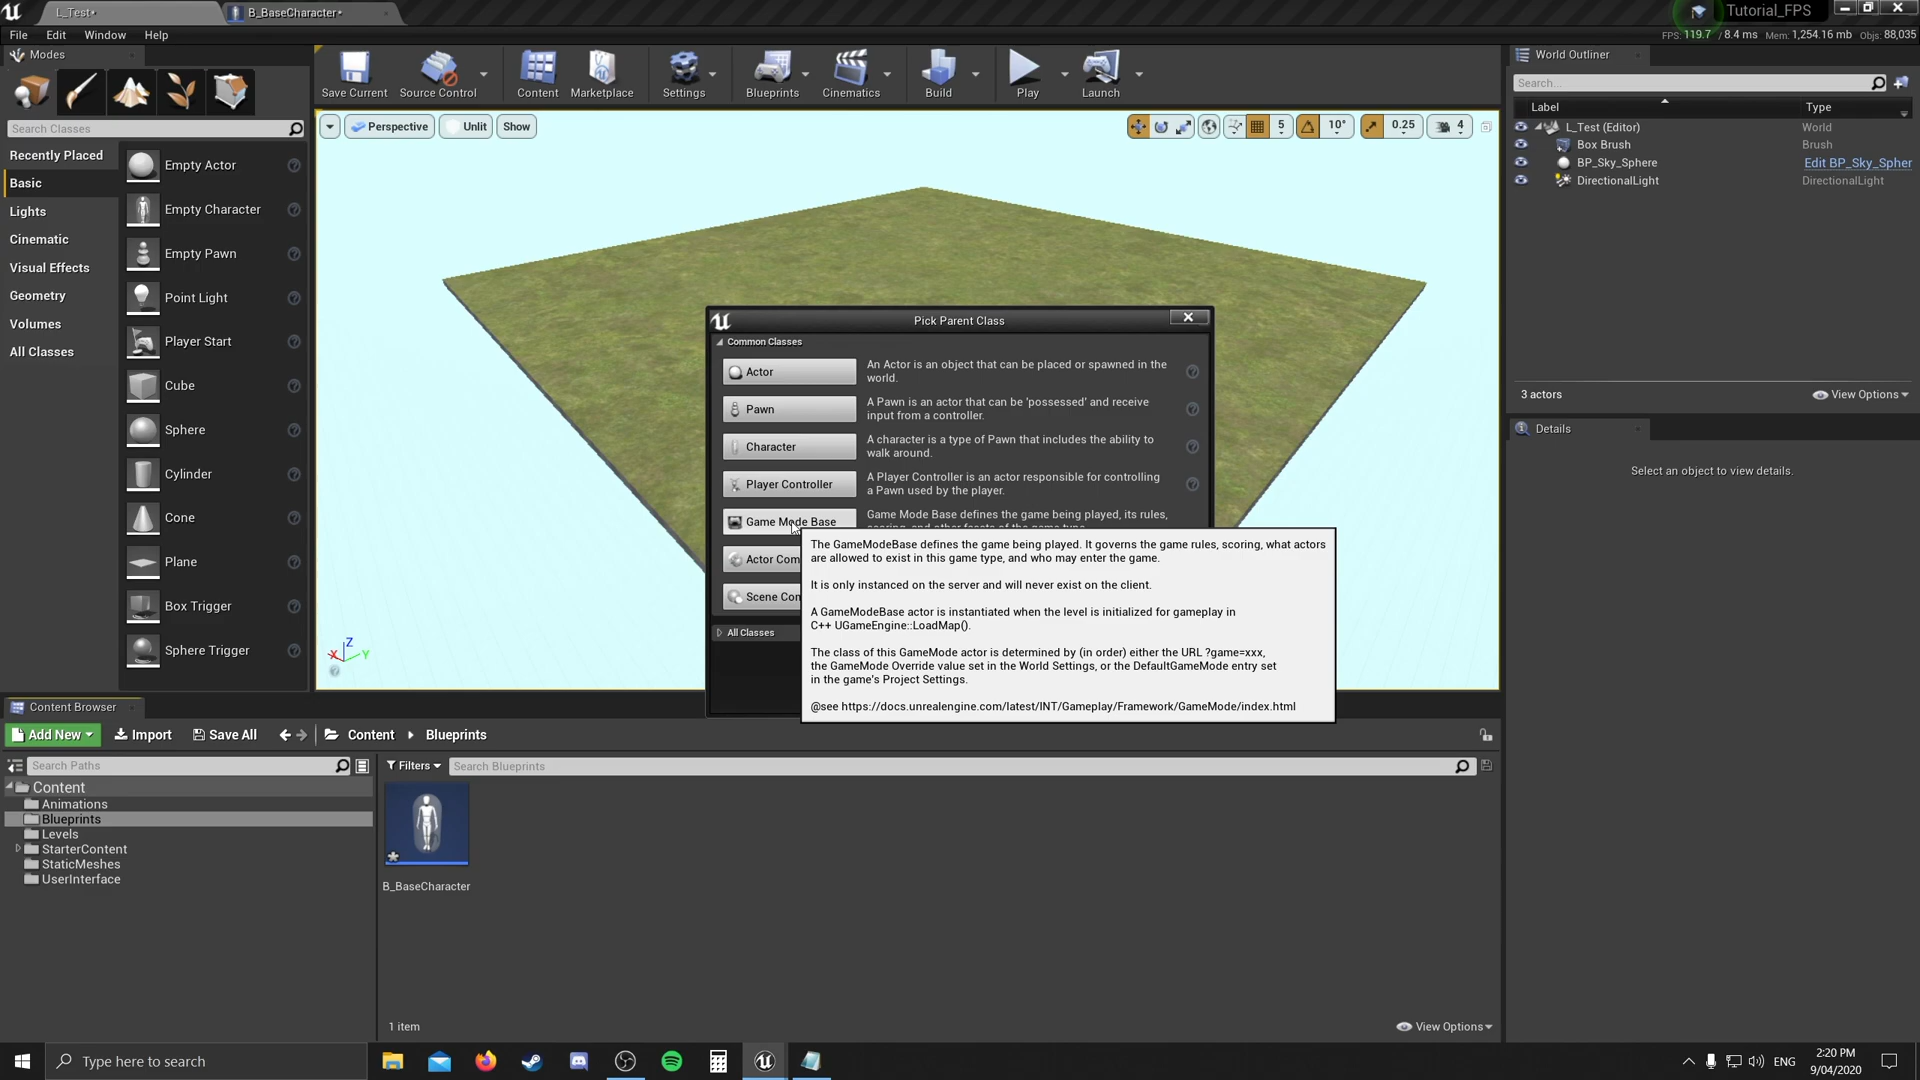 L_Test•
B_BaseCharacter*
Tutorial_FPS
File Edit Window Help
FPS: 119.7 / 8.4 ms Mem: 1,254.16 mb Objs: 88,035
Modes
Search Classes
Recently Placed
Basic
Lights
Cinematic
Visual Effects
Geometry
Volumes
All Classes
Empty Actor
Empty Character
Empty Pawn
Point Light
Player Start
Cube
Sphere
Cylinder
Cone
Plane
Box Trigger
Sphere Trigger
Save Current Source Control Content Marketplace Settings Blueprints Cinematics Build Play Launch
Perspective Unlit Show
5 10° 0.25 4
X Z Y
Pick Parent Class
Common Classes
Actor
An Actor is an object that can be placed or spawned in the
world.
Pawn
A Pawn is an actor that can be 'possessed' and receive
input from a controller.
Character
A character is a type of Pawn that includes the ability to
walk around.
Player Controller
A Player Controller is an actor responsible for controlling
a Pawn used by the player.
Game Mode Base
Game Mode Base defines the game being played, its rules,
Actor Com
Scene Con
All Classes
The GameModeBase defines the game being played. It governs the game rules, scoring, what actors
are allowed to exist in this game type, and who may enter the game.
It is only instanced on the server and will never exist on the client.
A GameModeBase actor is instantiated when the level is initialized for gameplay in
C++ UGameEngine::LoadMap().
The class of this GameMode actor is determined by (in order) either the URL ?game=xxx,
the GameMode Override value set in the World Settings, or the DefaultGameMode entry set
in the game's Project Settings.
@see https://docs.unrealengine.com/latest/INT/Gameplay/Framework/GameMode/index.html
World Outliner
Search...
Label Type
L_Test (Editor) World
Box Brush Brush
BP_Sky_Sphere Edit BP_Sky_Spher
DirectionalLight DirectionalLight
3 actors View Options
Details
Select an object to view details.
Content Browser
Add New Import Save All Content Blueprints
Search Paths
Filters Search Blueprints
Content
Animations
Blueprints
Levels
StarterContent
StaticMeshes
UserInterface
B_BaseCharacter
1 item View Options
Type here to search
ENG
2:20 PM
9/04/2020